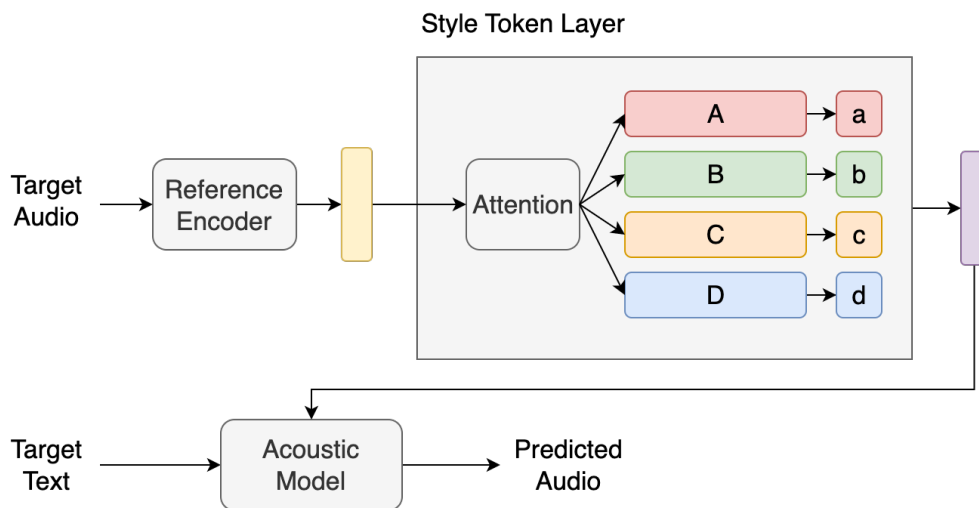 Style Token Layer
A
a
Target
Audio
Reference
Encoder
Attention
B
b
C
c
D
d
Target
Text
Acoustic
Model
Predicted
Audio